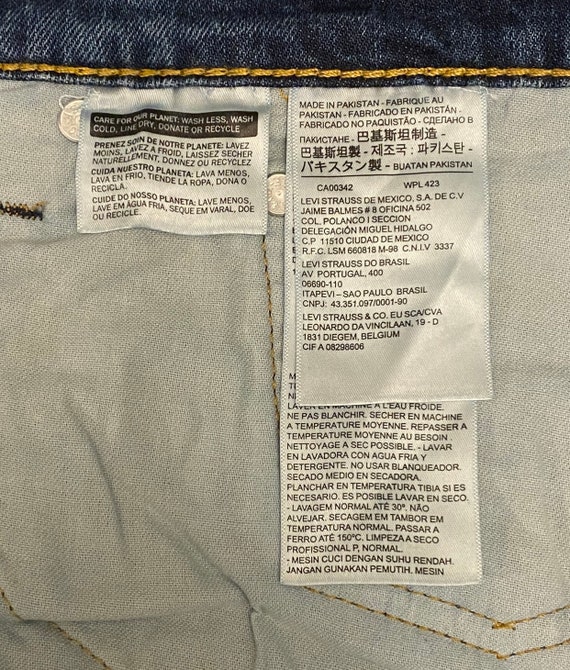 CARE FOR OUR PLANET: WASH LESS, WASH
COLD, LINE DRY, DONATE OR RECYCLE
PRENEZ SOIN DE NOTRE PLANETE: LAVEZ
MOINS, LAVEZ A FROID, LAISSEZ SECHER
NATURELLEMENT, DONNEZ OU RECYCLEZ
CUIDA NUESTRO PLANETA: LAVA MENOS,
LAVA EN FRIO, TIENDE LA ROPA, DONA O
RECICLA.
CUIDE DO NOSSO PLANETA: LAVE MENOS,
LAVE EM ÁGUA FRIA, SEQUE EM VARAL, DOE
OU RECICLE.
MADE IN PAKISTAN - FABRIQUE AU
PAKISTAN - FABRICADO EN PAKISTÁN -
FABRICADO NO PAQUISTÃO - СДЕЛАНО В
ПАКИСТАНЕ - 巴基斯坦制造 -
巴基斯坦製 - 제조국 : 파키스탄 -
パキスタン製 - BUATAN PAKISTAN
CA00342 WPL 423
LEVI STRAUSS DE MEXICO, S.A. DE C.V
JAIME BALMES # 8 OFICINA 502
COL. POLANCO I SECCION
DELEGACIÓN MIGUEL HIDALGO
C.P 11510 CIUDAD DE MEXICO
R.F.C. LSM 660818 M-98 C.N.I.V 3337
LEVI STRAUSS DO BRASIL
AV PORTUGAL, 400
06690-110
ITAPEVI – SAO PAULO BRASIL
CNPJ: 43.351.097/0001-90
LEVI STRAUSS & CO. EU SCA/CVA
LEONARDO DA VINCILAAN, 19 - D
1831 DIEGEM, BELGIUM
CIF A 08298606
LAVER EN MACHINE A L'EAU FROIDE.
NE PAS BLANCHIR. SECHER EN MACHINE
A TEMPERATURE MOYENNE. REPASSER A
TEMPERATURE MOYENNE AU BESOIN .
NETTOYAGE A SEC POSSIBLE. - LAVAR
EN LAVADORA CON AGUA FRIA Y
DETERGENTE. NO USAR BLANQUEADOR.
SECADO MEDIO EN SECADORA.
PLANCHAR EN TEMPERATURA TIBIA SI ES
NECESARIO. ES POSIBLE LAVAR EN SECO.
- LAVAGEM NORMAL ATÉ 30º. NÃO
ALVEJAR. SECAGEM EM TAMBOR EM
TEMPERATURA NORMAL. PASSAR A
FERRO ATÉ 150ºC. LIMPEZA A SECO
PROFISSIONAL P, NORMAL.
- MESIN CUCI DENGAN SUHU RENDAH.
JANGAN GUNAKAN PEMUTIH. MESIN